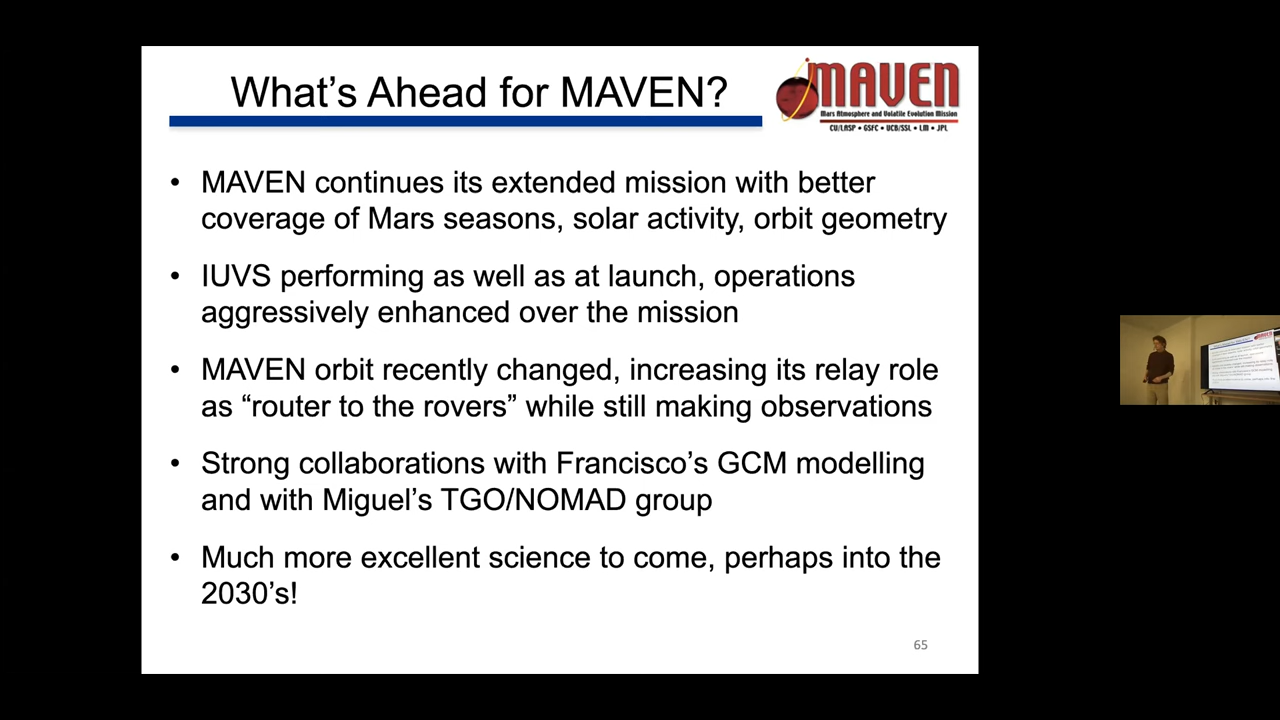 What's Ahead for MAVEN?
MAVEN
Mars Atmosphere and Volatile Evolution Mission
CU/LASP • GSFC • UCB/SSL • LM • JPL
• MAVEN continues its extended mission with better
coverage of Mars seasons, solar activity, orbit geometry
• IUVS performing as well as at launch, operations
aggressively enhanced over the mission
• MAVEN orbit recently changed, increasing its relay role
as “router to the rovers” while still making observations
• Strong collaborations with Francisco's GCM modelling
and with Miguel's TGO/NOMAD group
• Much more excellent science to come, perhaps into the
2030's!
65